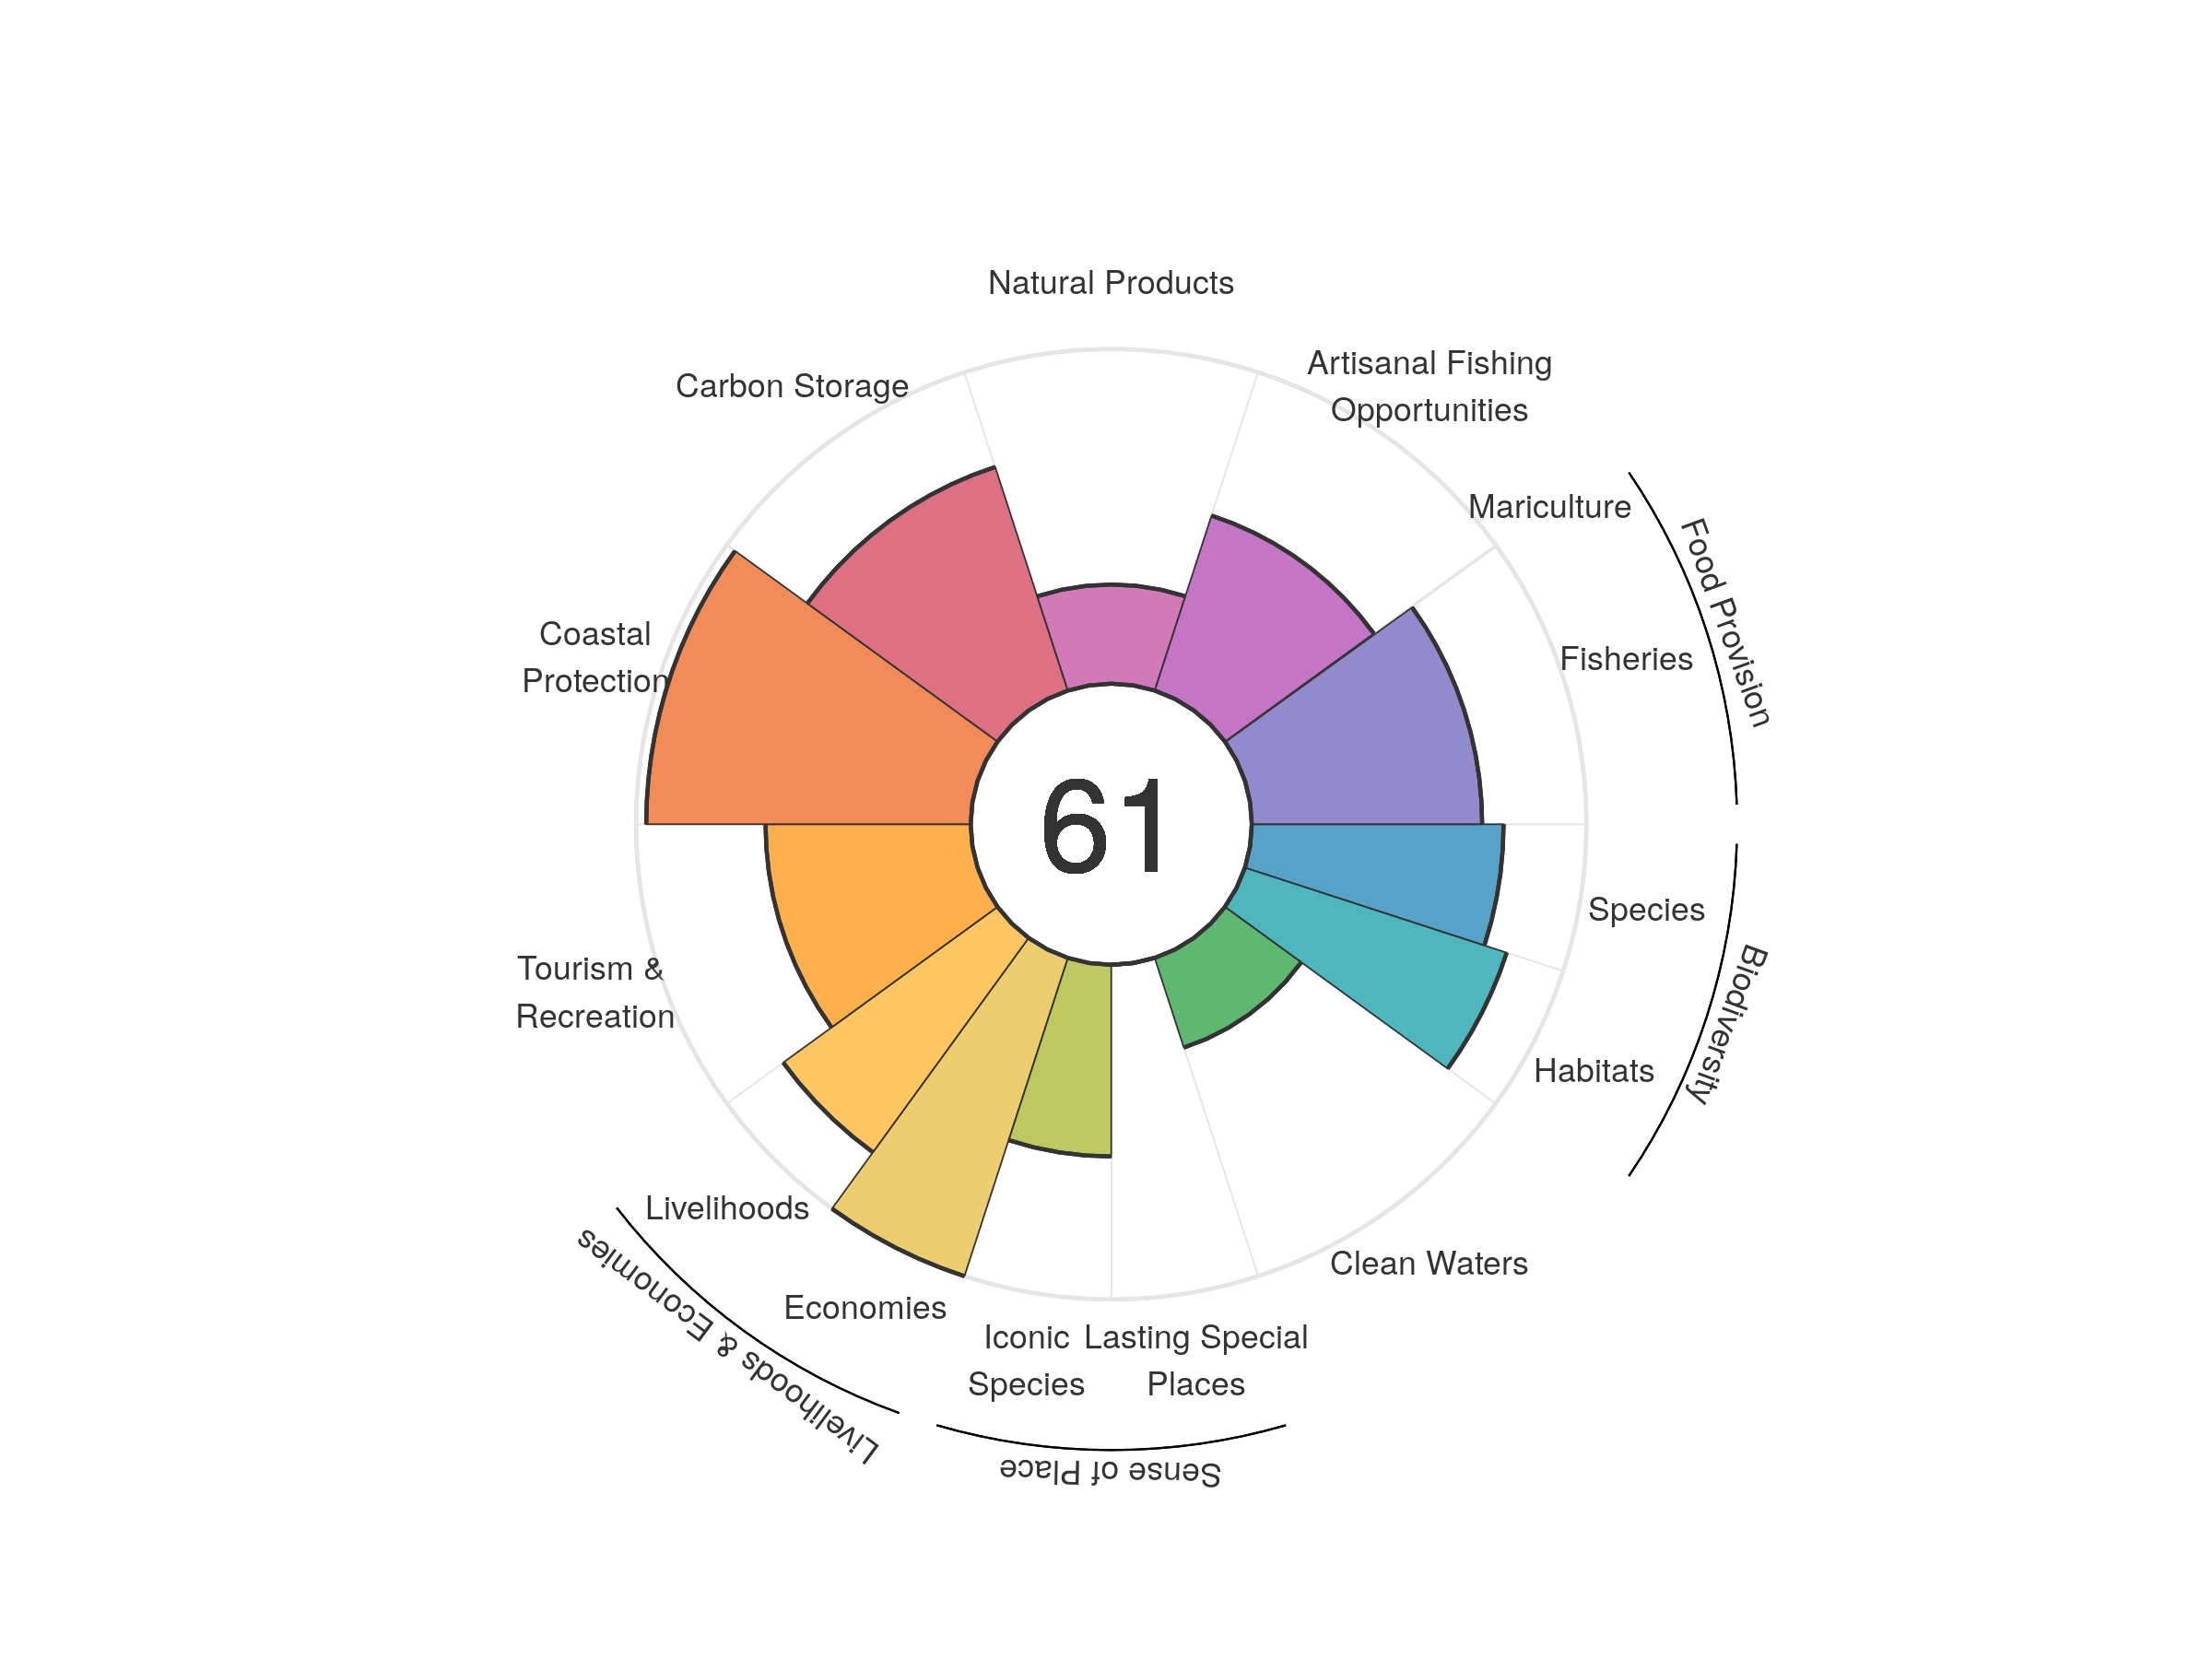 Natural Products
Carbon Storage
Artisanal Fishing
Opportunities
Mariculture
Food Provision
Fisheries
Coastal
Protection
61
Species
Biodiversity
Tourism &
Recreation
Habitats
Livelihoods
Livelihoods & Economies
Clean Waters
Economies
Iconic
Species
Lasting Special
Places
Sense of Place